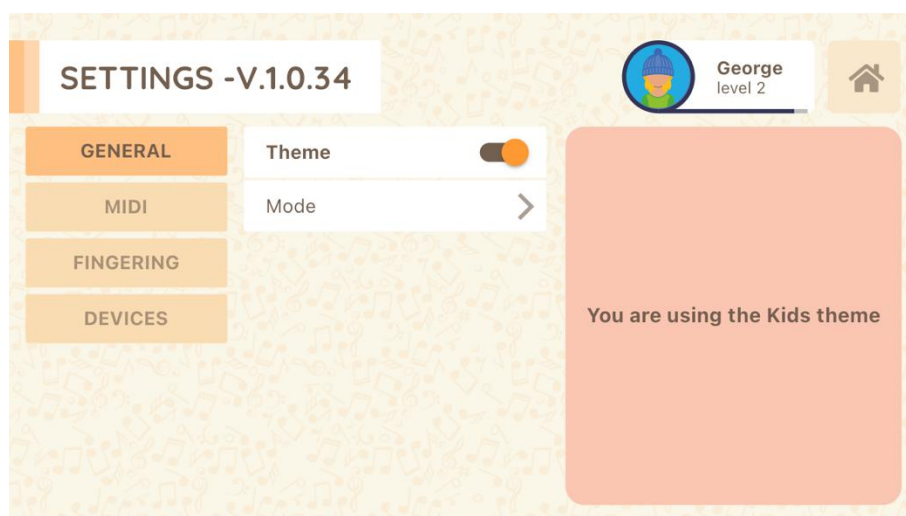 SETTINGS -V.1.0.34
George
level 2
GENERAL
MIDI
FINGERING
DEVICES
Theme
Mode
You are using the Kids theme